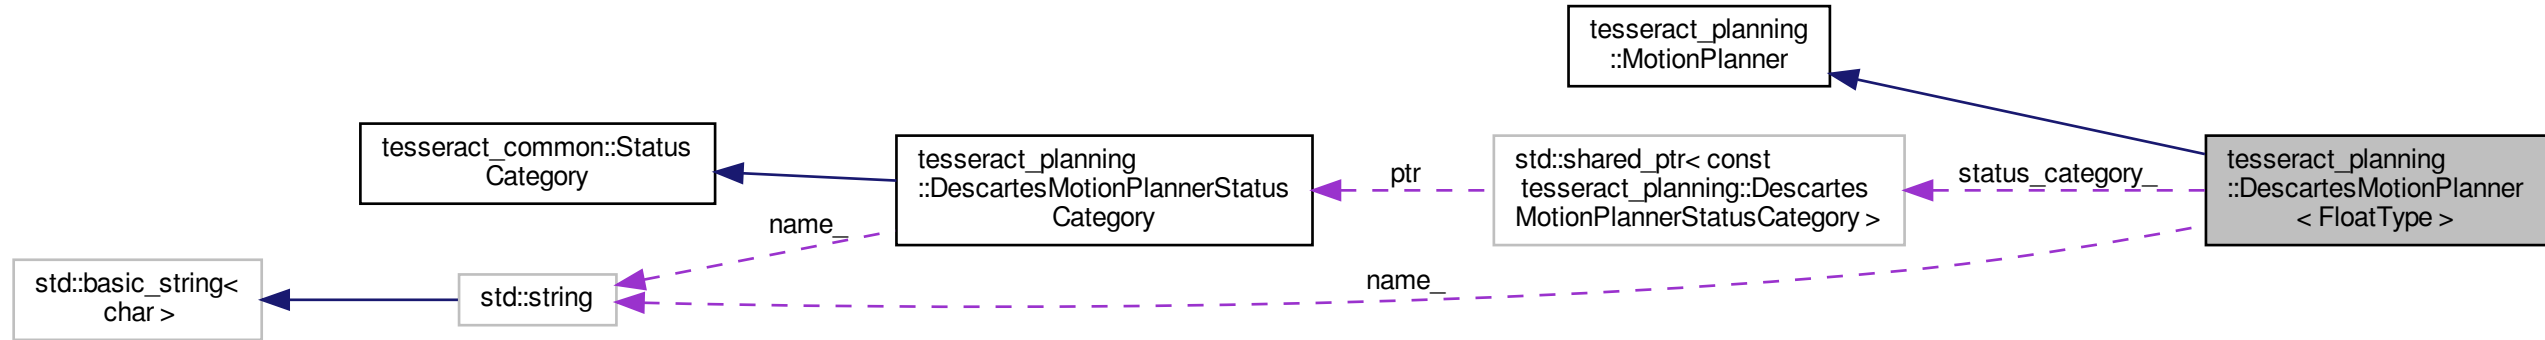 tesseract_planning
::MotionPlanner
tesseract_common::Status
Category
tesseract_planning
::DescartesMotionPlannerStatus
Category
ptr
std::shared_ptr< const
tesseract_planning::Descartes
MotionPlannerStatusCategory >
status_category_
tesseract_planning
::DescartesMotionPlanner
< FloatType >
name_
std::basic_string<
char >
std::string
name_